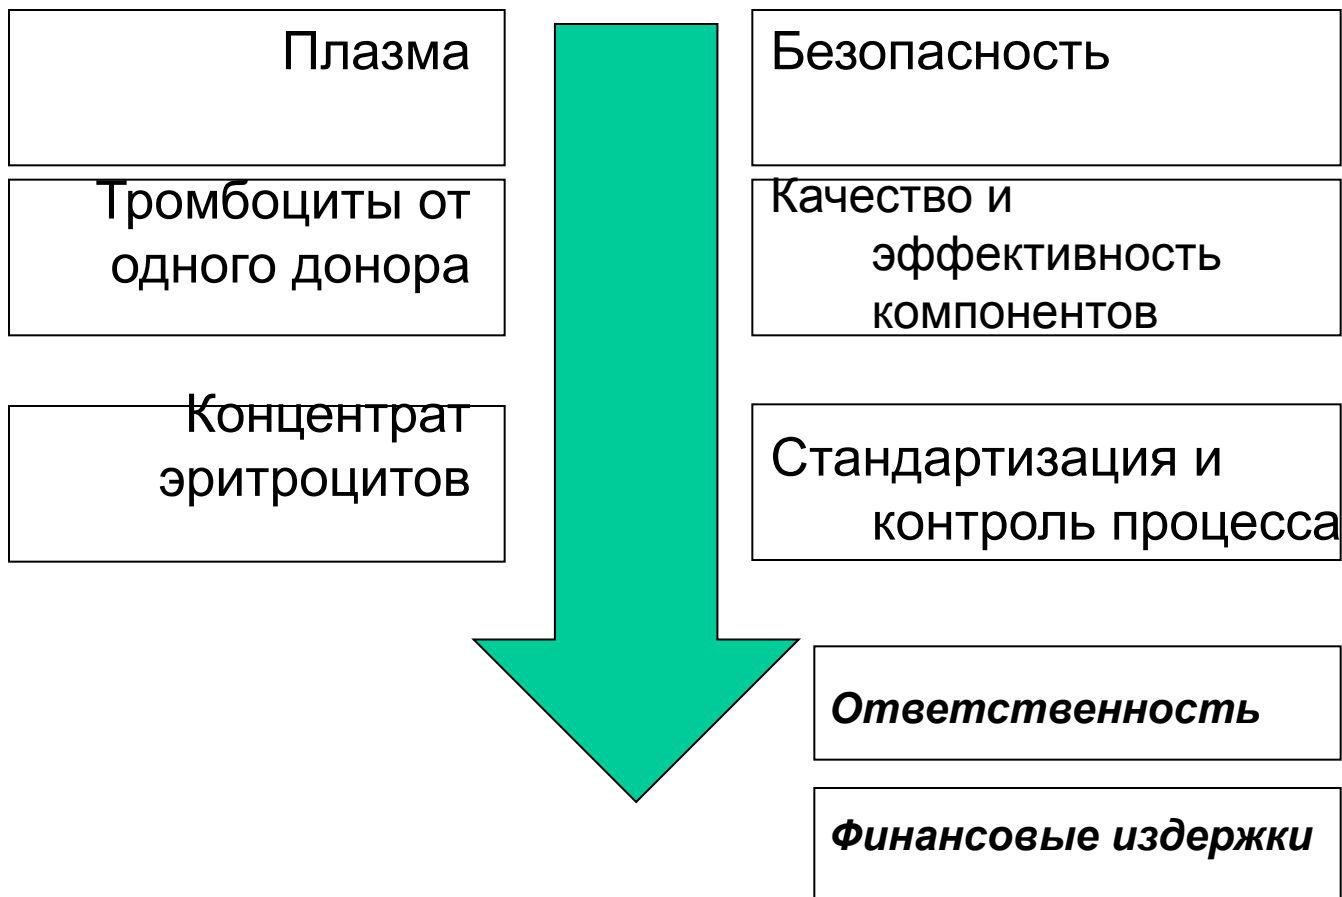 Плазма
Тромбоциты от
одного донора
Концентрат
эритроцитов
Безопасность
Качество и
эффективность
компонентов
Стандартизация и
контроль процесса
Ответственность
Финансовые издержки